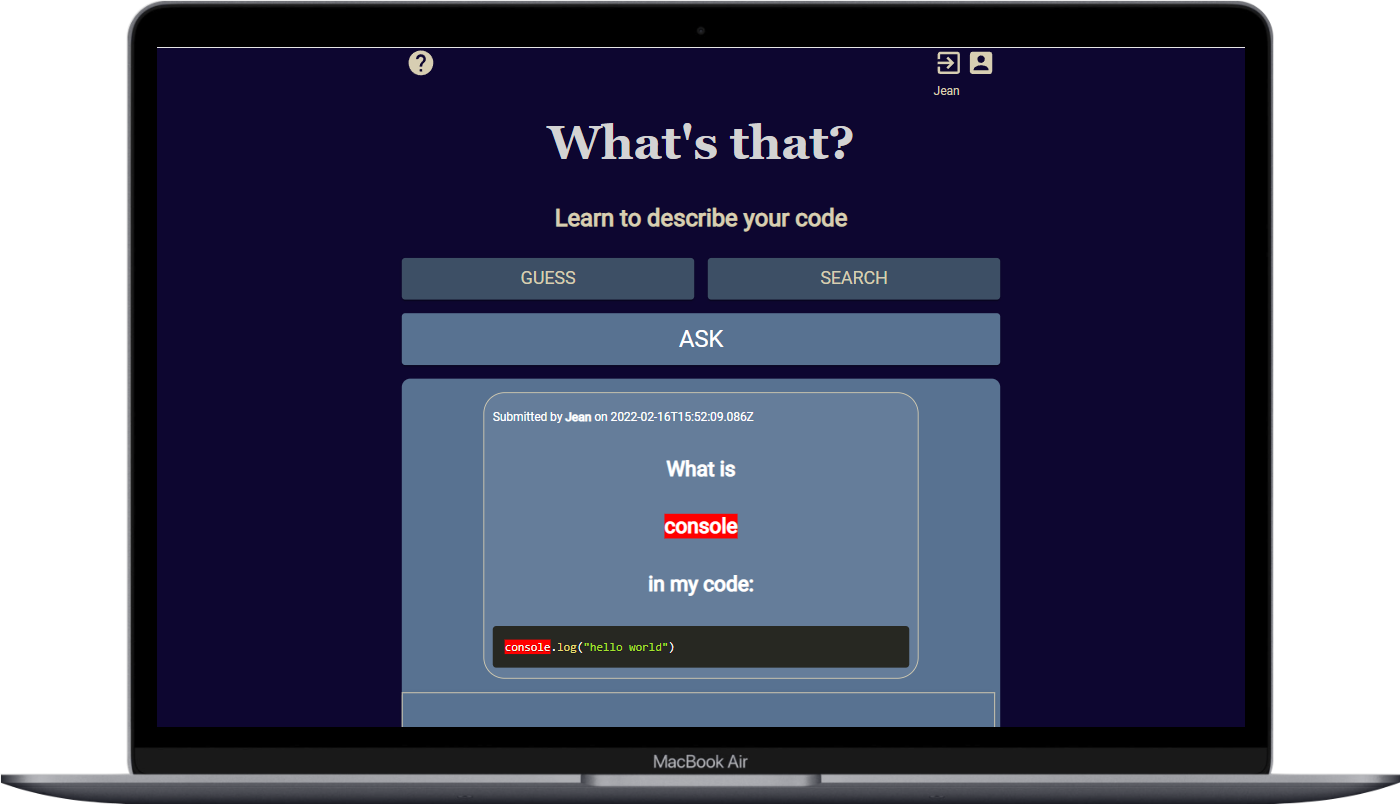 ?
Jean
What's that?
Learn to describe your code
GUESS
SEARCH
ASK
Submitted by Jean on 2022-02-16T15:52:09.086Z
What is
console
in my code:
console.log("hello world")
MacBook Air